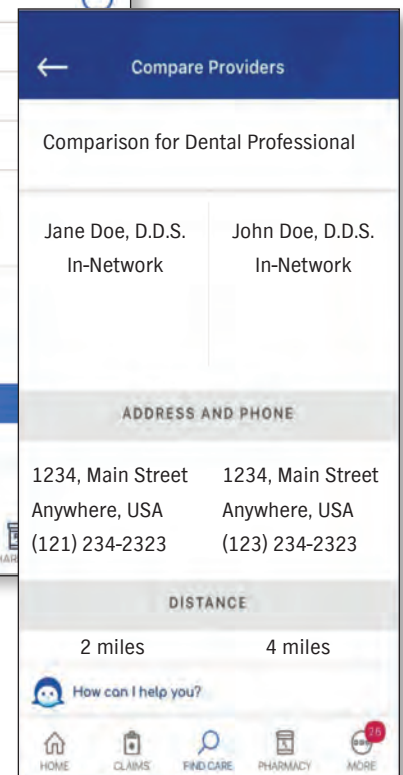 Compare Providers
Comparison for Dental Professional
Jane Doe, D.D.S.
In-Network
John Doe, D.D.S.
In-Network
ADDRESS AND PHONE
1234, Main Street
Anywhere, USA
(121) 234-2323
1234, Main Street
Anywhere, USA
(123) 234-2323
DISTANCE
2 miles 4 miles
How can I help you?
26
HOME CLAIMS FIND CARE PHARMACY MORE